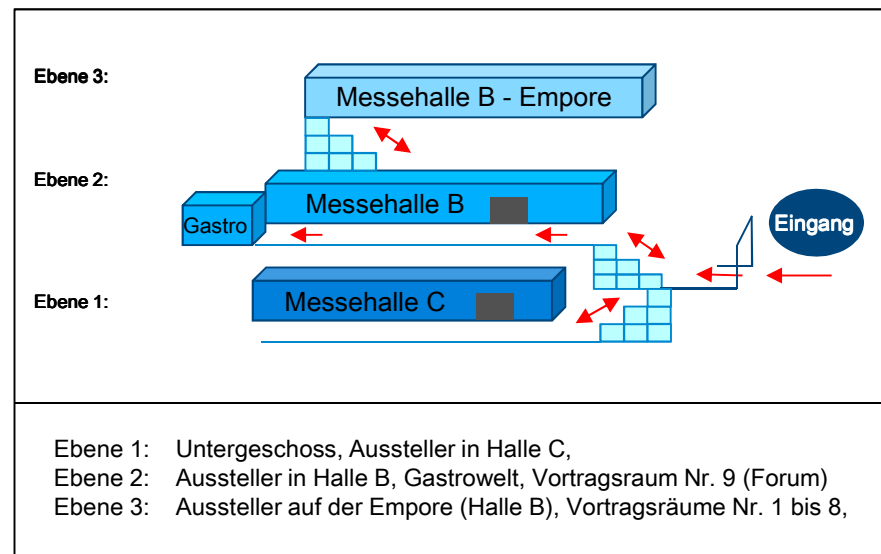 Ebene 3:
Messehalle B - Empore
Ebene 2:
Messehalle B
Gastro
Eingang
Ebene 1:
Messehalle C
Ebene 1: Untergeschoss, Aussteller in Halle C,
Ebene 2: Aussteller in Halle B, Gastrowelt, Vortragsraum Nr. 9 (Forum)
Ebene 3: Aussteller auf der Empore (Halle B), Vortragsräume Nr. 1 bis 8,